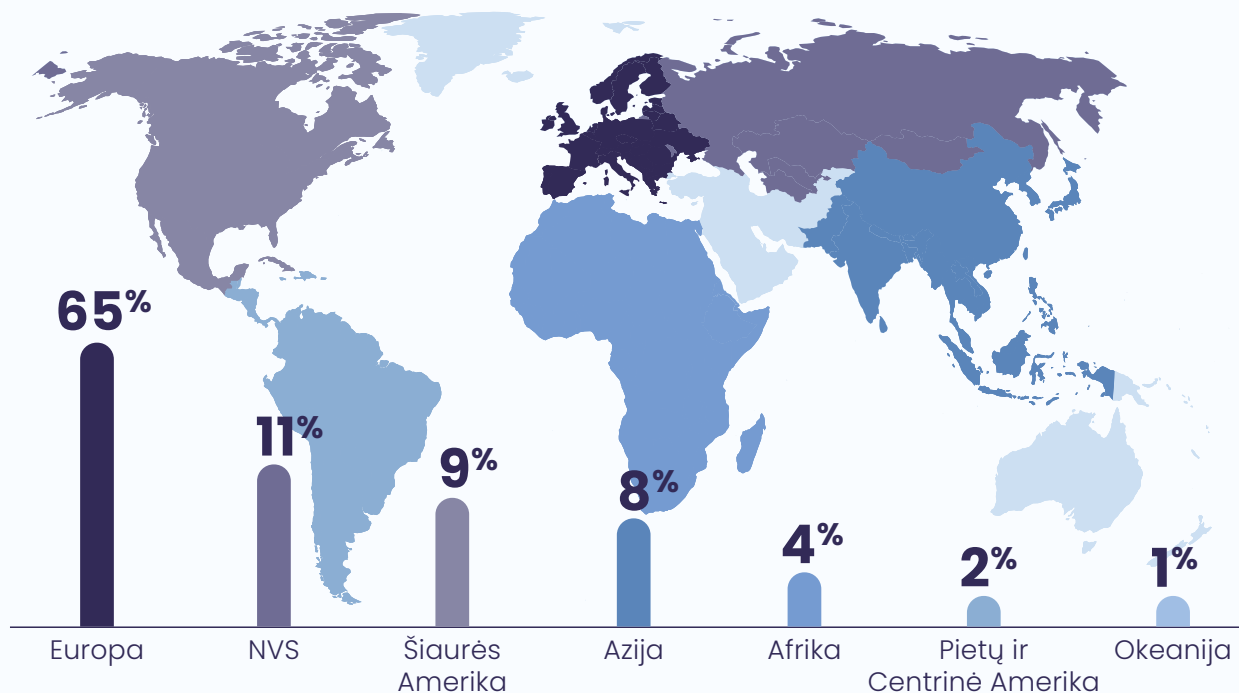 65%
11%
9%
8%
4%
2%
1%
Europa
NVS
Šiaurės
Amerika
Azija
Afrika
Pietų ir
Centrinė Amerika
Okeanija